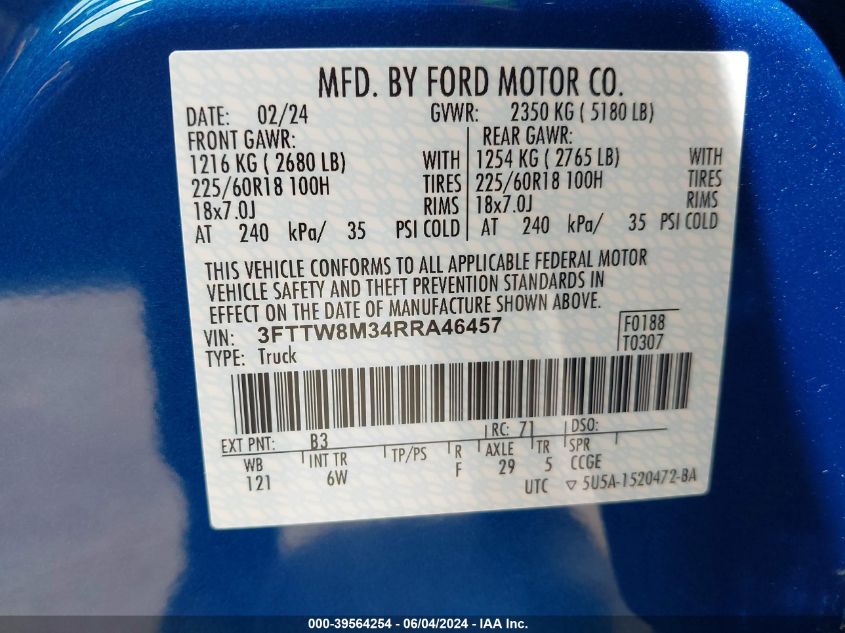 MFD. BY FORD MOTOR CO.
DATE: 02/24 GVWR: 2350 KG ( 5180 LB)
FRONT GAWR: REAR GAWR:
1216 KG ( 2680 LB) WITH 1254 KG ( 2765 LB) WITH
225/60R18 100H TIRES 225/60R18 100H TIRES
18x7.0J RIMS 18x7.0J RIMS
AT 240 kPa/ 35 PSI COLD AT 240 kPa/ 35 PSI COLD
THIS VEHICLE CONFORMS TO ALL APPLICABLE FEDERAL MOTOR
VEHICLE SAFETY AND THEFT PREVENTION STANDARDS IN
EFFECT ON THE DATE OF MANUFACTURE SHOWN ABOVE.
VIN: 3FTTW8M34RRA46457 F0188
TYPE: Truck T0307
EXT PNT: B3 RC: 71 DSO:
WB INT TR TP/PS R AXLE TR SPR
121 6W F 29 5 CCGE
UTC ▽ 5U5A-1520472-BA
000-39564254 | 06/04/2024 - IAA Inc.